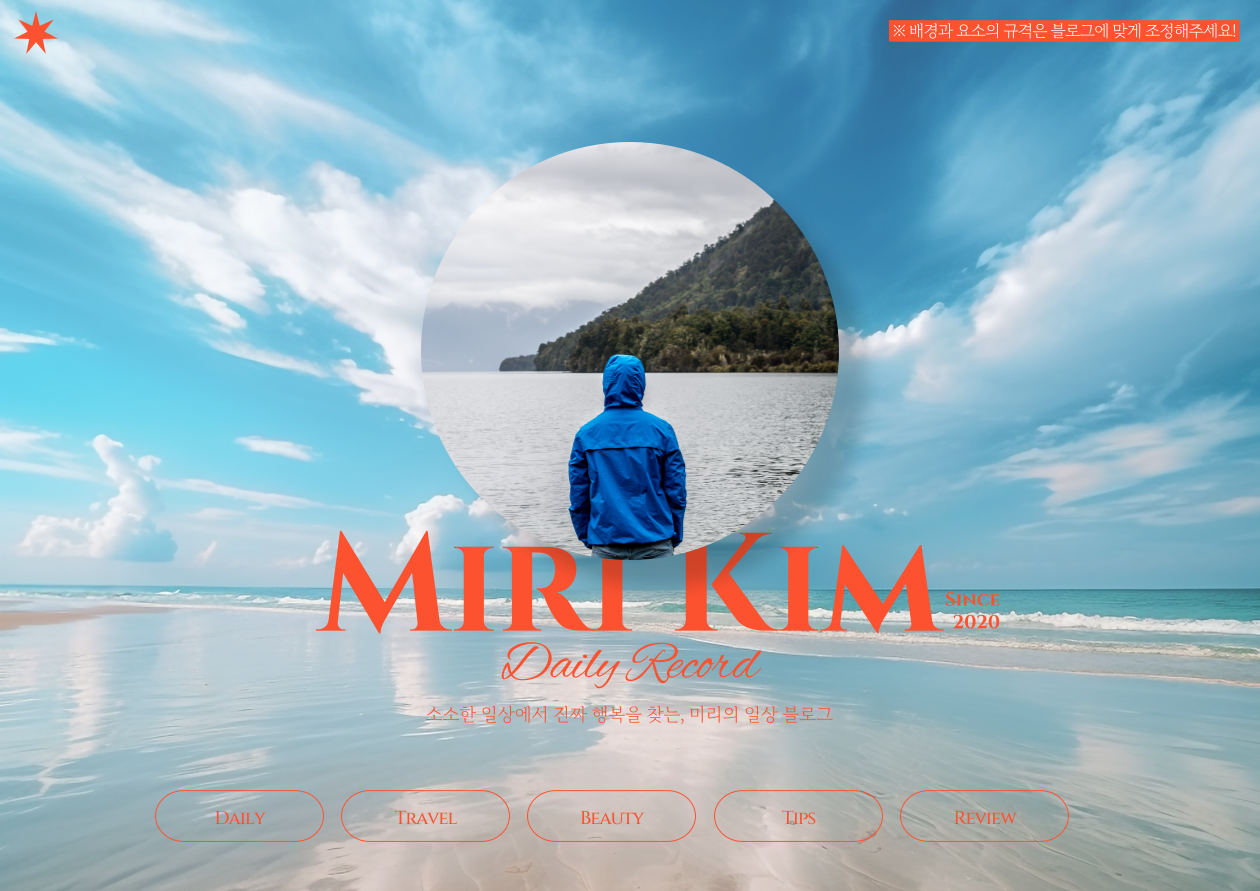 ※ 배경과 요소의 규격은 블로그에 맞게 조정해주세요!
MIRI KIM
SINCE
2020
Daily Record
소소한 일상에서 진짜 행복을 찾는, 미리의 일상 블로그
DAILY
TRAVEL
BEAUTY
TIPS
REVIEW